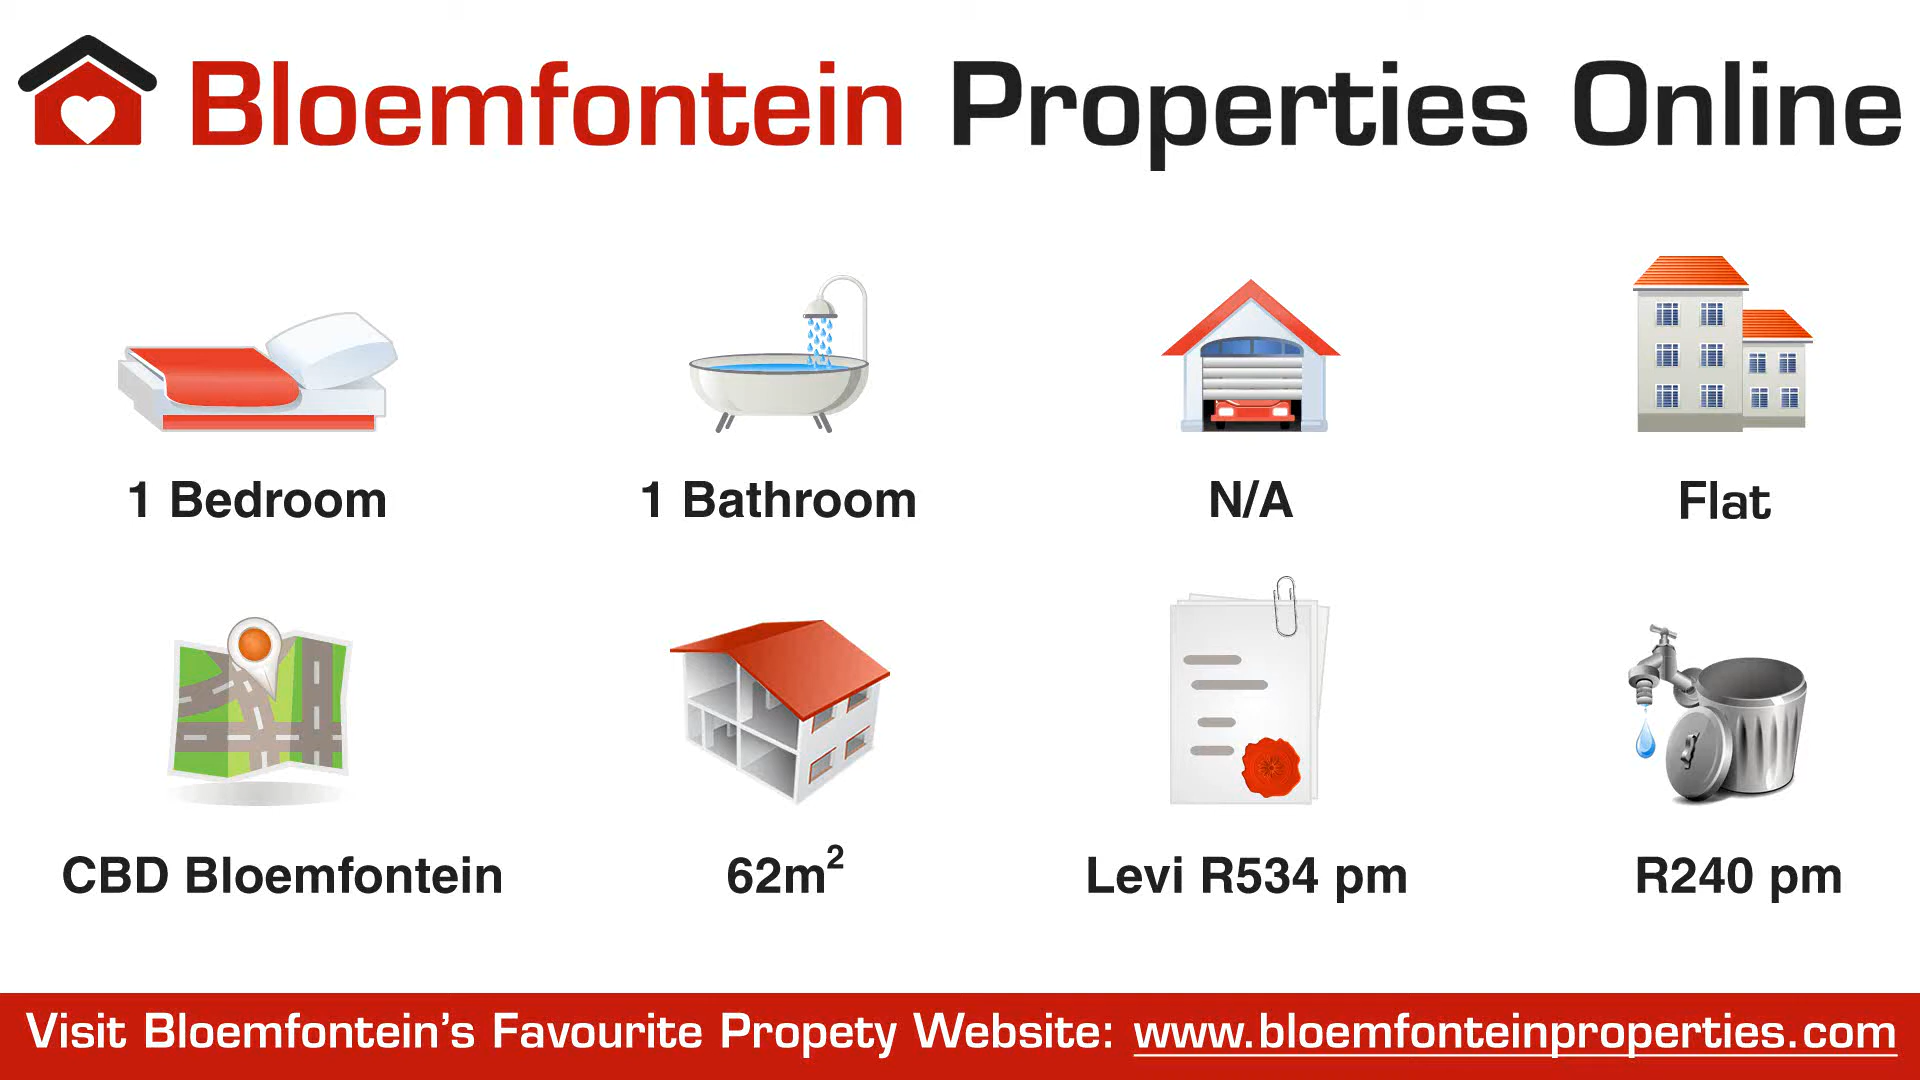 Bloemfontein Properties Online
1 Bedroom
1 Bathroom
N/A
Flat
CBD Bloemfontein
62m²
Levi R534 pm
R240 pm
Visit Bloemfontein's Favourite Propety Website: www.bloemfonteinproperties.com